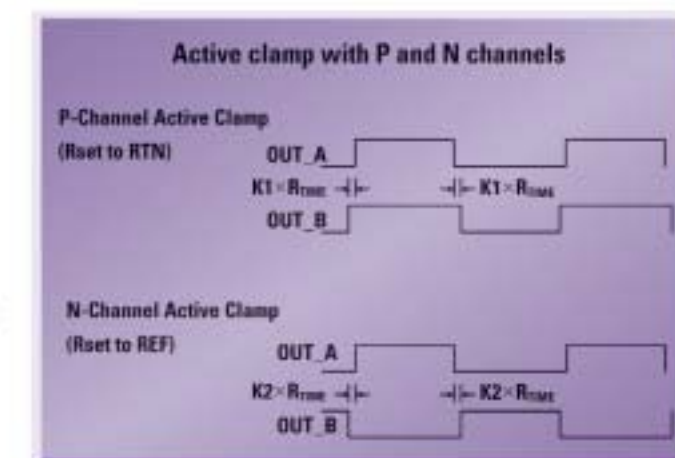 Active clamp with P and N channels
P-Channel Active Clamp
(Rset to RTN)
OUT_A
K1×RTIME
K1×RTIME
OUT_B
N-Channel Active Clamp
(Rset to REF)
OUT_A
K2×RTIME
K2×RTIME
OUT_B